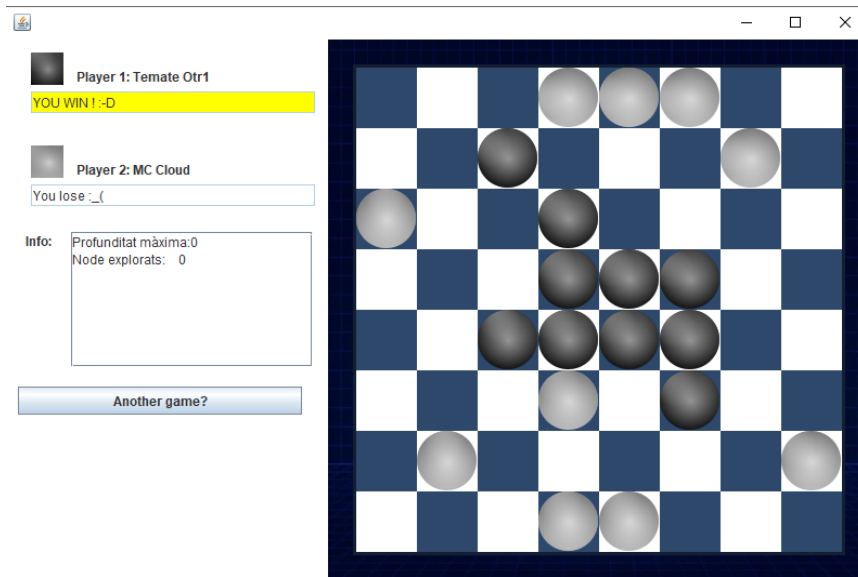 Player 1: Temate Otr1
YOU WIN ! :-D
Player 2: MC Cloud
You lose :_(
Info:
Profunditat màxima:0
Node explorats: 0
Another game?